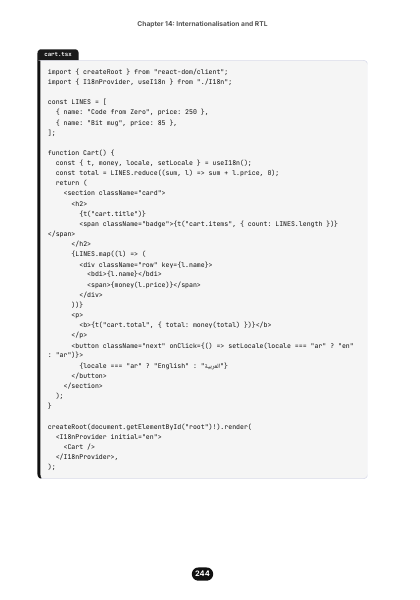 Chapter 14: Internationalisation and RTL
cart.tsx
import { createRoot } from "react-dom/client";
import { I18nProvider, useI18n } from "./I18n";
const LINES = [
{ name: "Code from Zero", price: 250 },
{ name: "Bit mug", price: 85 },
];
function Cart() {
const { t, money, locale, setLocale } = useI18n();
const total = LINES.reduce((sum, l) => sum + l.price, 0);
return (
<section className="card">
<h2>
{t("cart.title")}
<span className="badge">{t("cart.items", { count: LINES.length })}
</span>
</h2>
{LINES.map((l) => (
<div className="row" key={l.name}>
<bdi>{l.name}</bdi>
<span>{money(l.price)}</span>
</div>
))}
<p>
<b>{t("cart.total", { total: money(total) })}</b>
</p>
<button className="next" onClick={() => setLocale(locale === "ar" ? "en"
: "ar")}>
{locale === "ar" ? "English" : "العربية"}
</button>
</section>
);
}
createRoot(document.getElementById("root")!).render(
<I18nProvider initial="en">
<Cart />
</I18nProvider>,
);
244